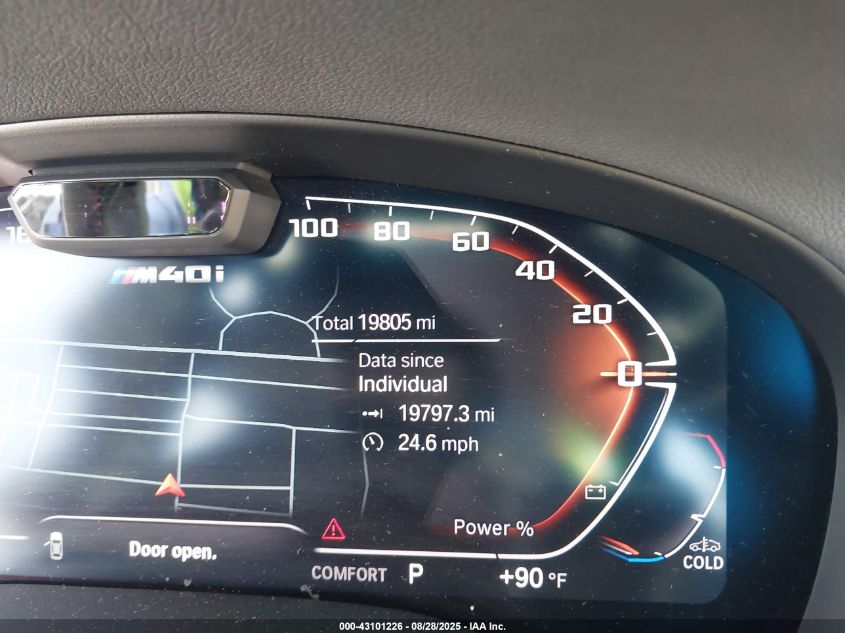 100
80
60
40
20
0
M40i
Total 19805 mi
Data since
Individual
19797.3 mi
24.6 mph
Power %
Door open.
COMFORT P +90 °F
COLD
000-43101226 - 08/28/2025 - IAA Inc.